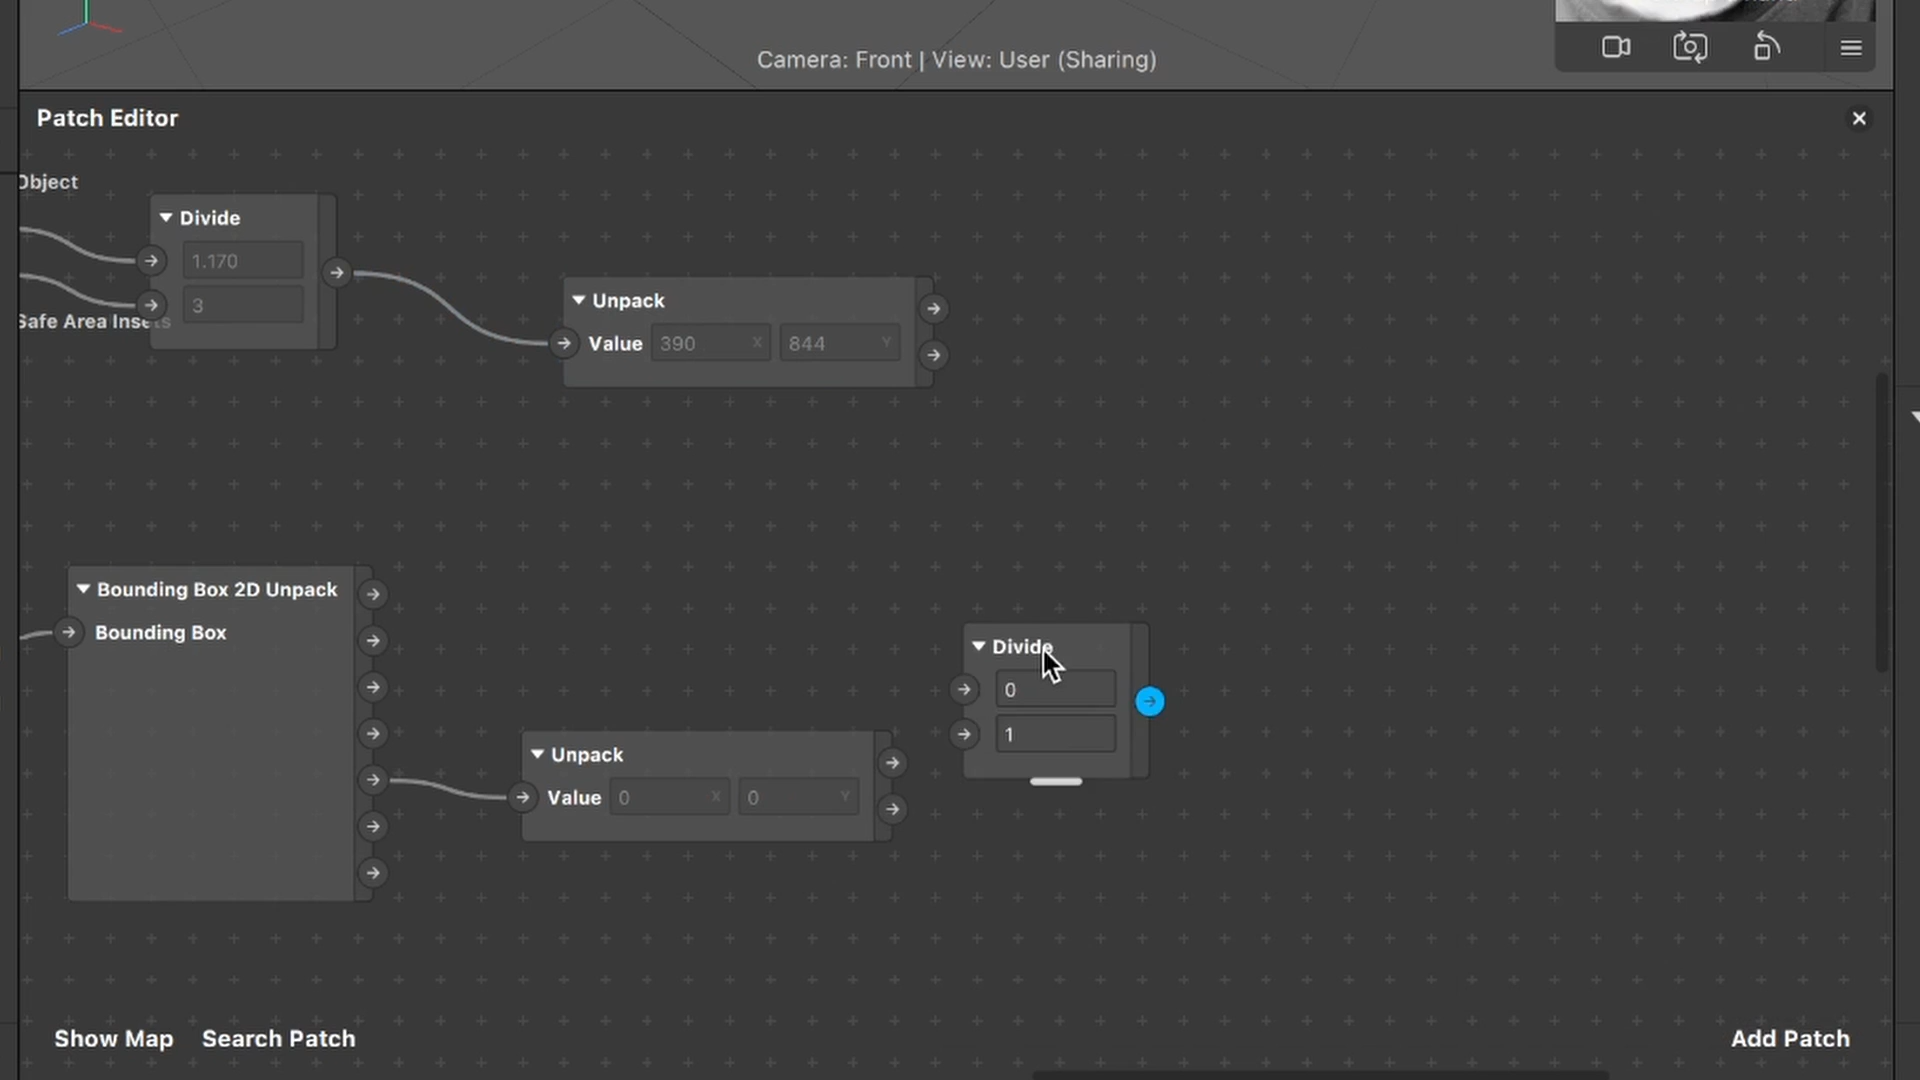 Camera: Front | View: User (Sharing)
Patch Editor
Object
Divide
1.170
3
Safe Area Insets
Unpack
Value 390 X 844 Y
Bounding Box 2D Unpack
Bounding Box
Divide
0
1
Unpack
Value 0 X 0 Y
Show Map Search Patch Add Patch